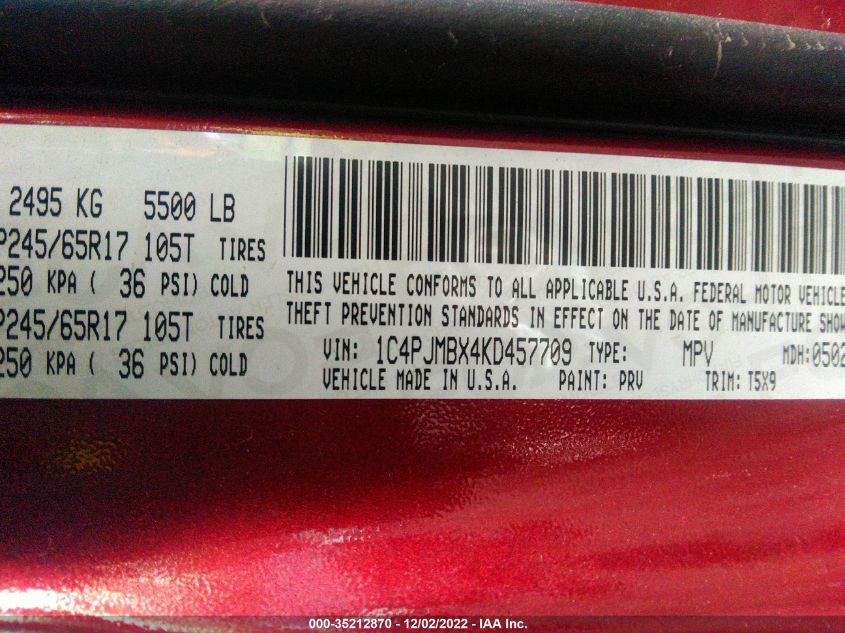 2495 KG 5500 LB
P245/65R17 105T TIRES
250 KPA ( 36 PSI) COLD
P245/65R17 105T TIRES
250 KPA ( 36 PSI) COLD
THIS VEHICLE CONFORMS TO ALL APPLICABLE U.S.A. FEDERAL MOTOR VEHICLE
THEFT PREVENTION STANDARDS IN EFFECT ON THE DATE OF MANUFACTURE SHOW
VIN: 1C4PJMBX4KD457709 TYPE: MPV MDH: 0502
VEHICLE MADE IN U.S.A. PAINT: PRV TRIM: T5X9
000-35212870 - 12/02/2022 - IAA Inc.